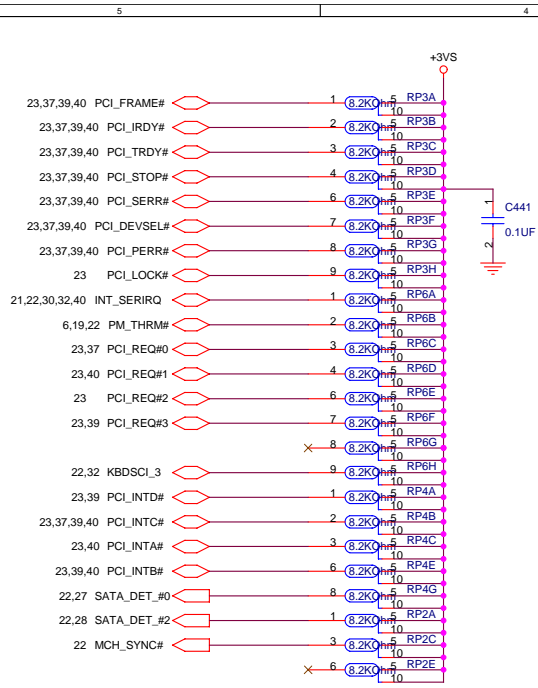 5 4
+3VS
23,37,39,40 PCI_FRAME# 1 8.2KOhm 5 RP3A
10
23,37,39,40 PCI_IRDY# 2 8.2KOhm 5 RP3B
10
23,37,39,40 PCI_TRDY# 3 8.2KOhm 5 RP3C
10
23,37,39,40 PCI_STOP# 4 8.2KOhm 5 RP3D
10
1
23,37,39,40 PCI_SERR# 6 8.2KOhm 5 RP3E
C441
10
23,37,39,40 PCI_DEVSEL# 7 8.2KOhm 5 RP3F
0.1UF
10
2
23,37,39,40 PCI_PERR# 8 8.2KOhm 5 RP3G
10
23 PCI_LOCK# 9 8.2KOhm 5 RP3H
10
21,22,30,32,40 INT_SERIRQ 1 8.2KOhm 5 RP6A
10
6,19,22 PM_THRM# 2 8.2KOhm 5 RP6B
10
23,37 PCI_REQ#0 3 8.2KOhm 5 RP6C
10
23,40 PCI_REQ#1 4 8.2KOhm 5 RP6D
10
23 PCI_REQ#2 6 8.2KOhm 5 RP6E
10
23,39 PCI_REQ#3 7 8.2KOhm 5 RP6F
10
8 8.2KOhm 5 RP6G
10
22,32 KBDSCI_3 9 8.2KOhm 5 RP6H
10
23,39 PCI_INTD# 1 8.2KOhm 5 RP4A
10
23,37,39,40 PCI_INTC# 2 8.2KOhm 5 RP4B
10
23,40 PCI_INTA# 3 8.2KOhm 5 RP4C
10
23,39,40 PCI_INTB# 6 8.2KOhm 5 RP4E
10
22,27 SATA_DET_#0 8 8.2KOhm 5 RP4G
10
22,28 SATA_DET_#2 1 8.2KOhm 5 RP2A
10
22 MCH_SYNC# 3 8.2KOhm 5 RP2C
10
6 8.2KOhm 5 RP2E
10